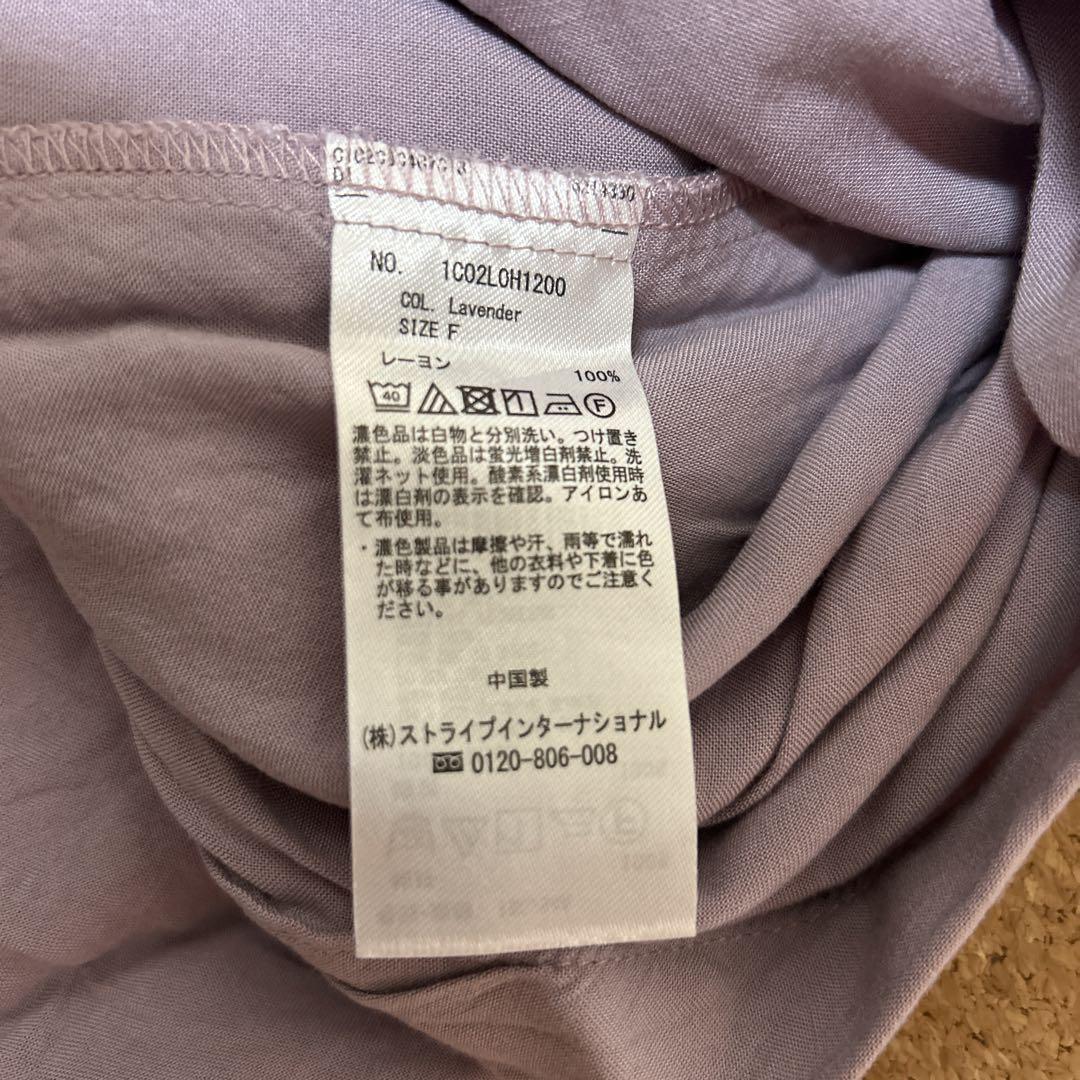 NO. 1C02L0H1200
COL. Lavender
SIZE F
レーヨン 100%
40 F
濃色品は白物と分別洗い。つけ置き
禁止。淡色品は蛍光増白剤禁止。洗
濯ネット使用。酸素系漂白剤使用時
は漂白剤の表示を確認。アイロンあ
て布使用。
・濃色製品は摩擦や汗、雨等で濡れ
た時などに、他の衣料や下着に色
が移る事がありますのでご注意く
ださい。
中国製
(株)ストライプインターナショナル
0120-806-008